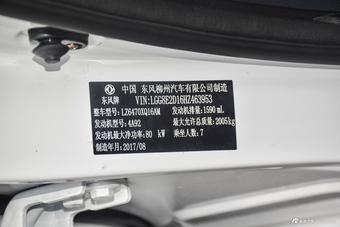 中国 东风柳州汽车有限公司制造
东风牌 VIN:LGG8E2D16HZ463953
整车型号: LZ6470XQ16AM 发动机排量:1590 mL
发动机型号:4A92 最大允许总质量:2005kg
发动机最大净功率:80 kW 乘坐人数:7
制造年月:2017/08